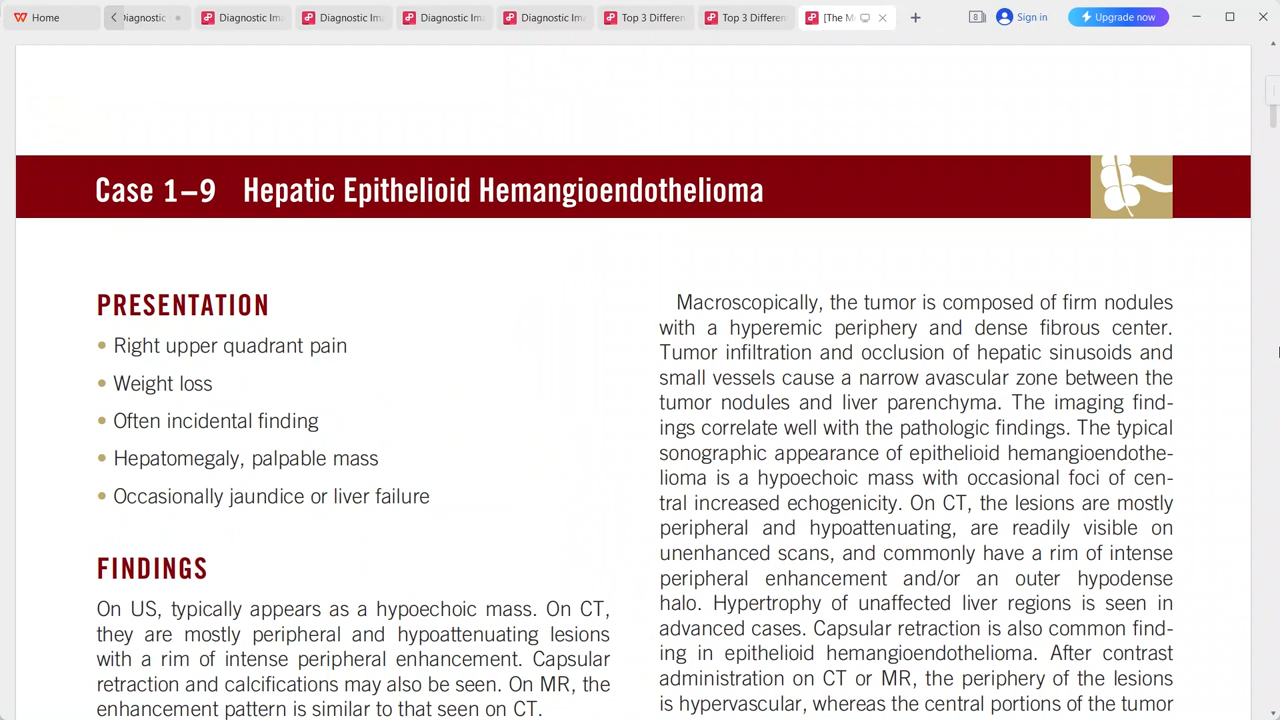 Home
Diagnostic
Diagnostic Im
Diagnostic Im
Diagnostic Im
Diagnostic Im
Top 3 Differen
Top 3 Differen
[The M
8
Sign in
Upgrade now
Case 1–9 Hepatic Epithelioid Hemangioendothelioma
PRESENTATION
• Right upper quadrant pain
• Weight loss
• Often incidental finding
• Hepatomegaly, palpable mass
• Occasionally jaundice or liver failure
FINDINGS
On US, typically appears as a hypoechoic mass. On CT,
they are mostly peripheral and hypoattenuating lesions
with a rim of intense peripheral enhancement. Capsular
retraction and calcifications may also be seen. On MR, the
enhancement pattern is similar to that seen on CT.
Macroscopically, the tumor is composed of firm nodules
with a hyperemic periphery and dense fibrous center.
Tumor infiltration and occlusion of hepatic sinusoids and
small vessels cause a narrow avascular zone between the
tumor nodules and liver parenchyma. The imaging find-
ings correlate well with the pathologic findings. The typical
sonographic appearance of epithelioid hemangioendothe-
lioma is a hypoechoic mass with occasional foci of cen-
tral increased echogenicity. On CT, the lesions are mostly
peripheral and hypoattenuating, are readily visible on
unenhanced scans, and commonly have a rim of intense
peripheral enhancement and/or an outer hypodense
halo. Hypertrophy of unaffected liver regions is seen in
advanced cases. Capsular retraction is also common find-
ing in epithelioid hemangioendothelioma. After contrast
administration on CT or MR, the periphery of the lesions
is hypervascular, whereas the central portions of the tumor